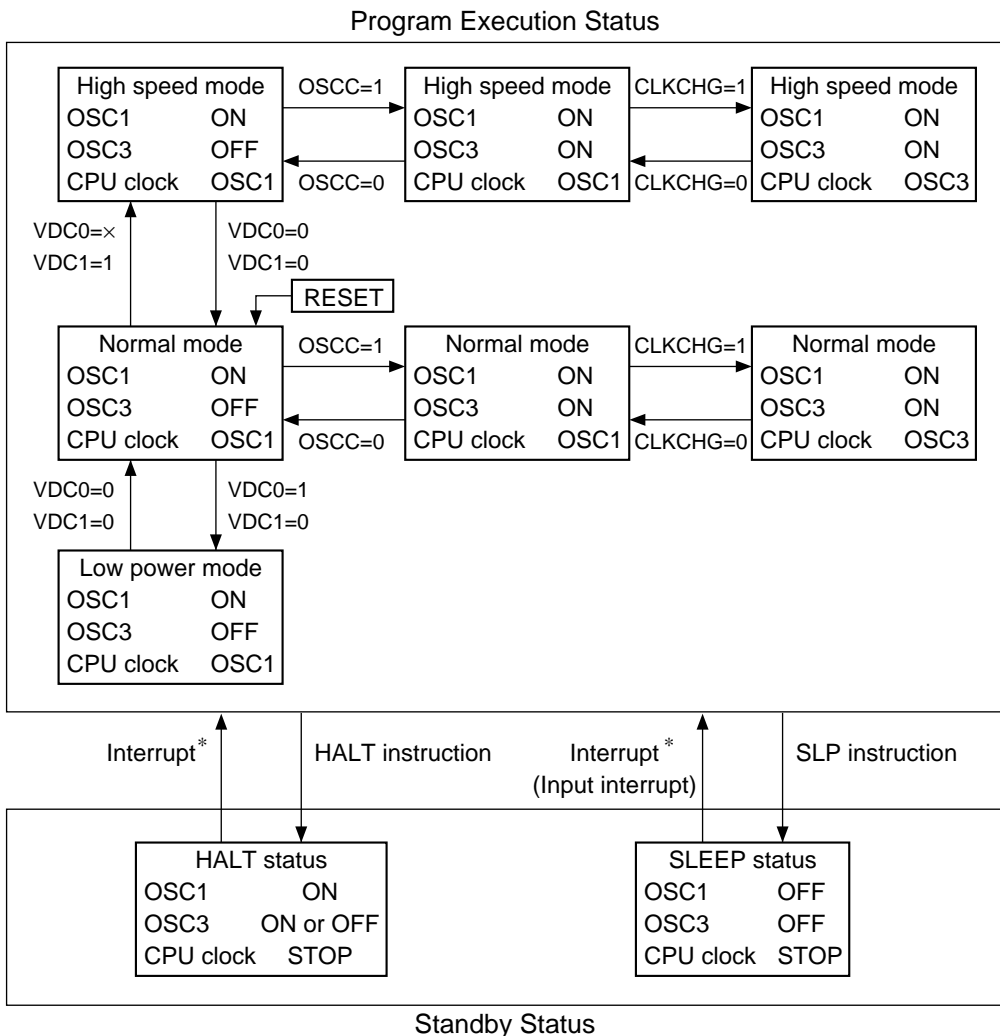 Program Execution Status
High speed mode
OSC1 ON
OSC3 OFF
CPU clock OSC1
OSCC=1
OSCC=0
High speed mode
OSC1 ON
OSC3 ON
CPU clock OSC1
CLKCHG=1
CLKCHG=0
High speed mode
OSC1 ON
OSC3 ON
CPU clock OSC3
VDC0=×
VDC1=1
VDC0=0
VDC1=0
RESET
Normal mode
OSC1 ON
OSC3 OFF
CPU clock OSC1
OSCC=1
OSCC=0
Normal mode
OSC1 ON
OSC3 ON
CPU clock OSC1
CLKCHG=1
CLKCHG=0
Normal mode
OSC1 ON
OSC3 ON
CPU clock OSC3
VDC0=0
VDC1=0
VDC0=1
VDC1=0
Low power mode
OSC1 ON
OSC3 OFF
CPU clock OSC1
Interrupt*
HALT instruction
Interrupt*
(Input interrupt)
SLP instruction
HALT status
OSC1 ON
OSC3 ON or OFF
CPU clock STOP
SLEEP status
OSC1 OFF
OSC3 OFF
CPU clock STOP
Standby Status